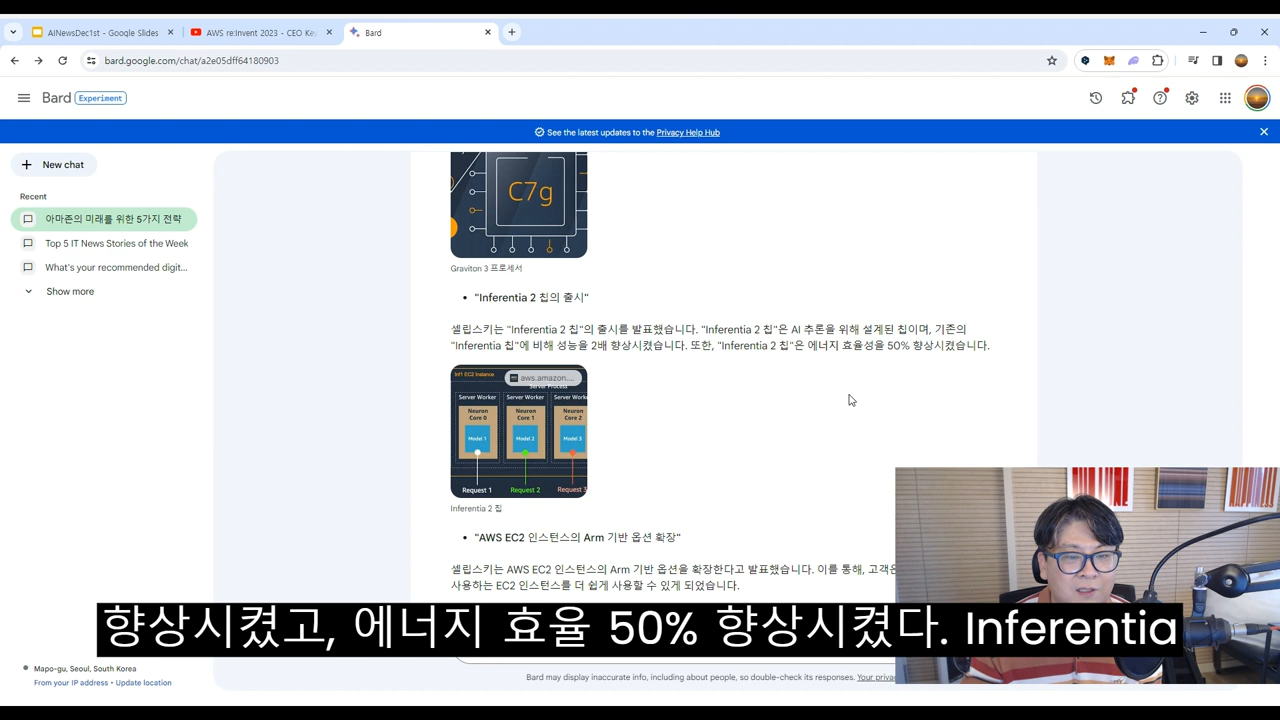 AiNewsDec1st - Google Slides
AWS re:Invent 2023 - CEO Key
Bard
bard.google.com/chat/a2e05dff64180903
Bard Experiment
See the latest updates to the Privacy Help Hub
New chat
Recent
아마존의 미래를 위한 5가지 전략
Top 5 IT News Stories of the Week
What's your recommended digit...
Show more
C7g
Graviton 3 프로세서
• "Inferentia 2 칩의 출시"
셀립스키는 "Inferentia 2 칩"의 출시를 발표했습니다. "Inferentia 2 칩"은 AI 추론을 위해 설계된 칩이며, 기존의
"Inferentia 칩"에 비해 성능을 2배 향상시켰습니다. 또한, "Inferentia 2 칩"은 에너지 효율성을 50% 향상시켰습니다.
Inf1 EC2 Instance
aws.amazon....
Server Process
Server Worker Server Worker Server Work
Neuron Core 0 Neuron Core 1 Neuron Core 2
Model 1 Model 2 Model 3
Request 1 Request 2 Request 3
Inferentia 2 칩
• "AWS EC2 인스턴스의 Arm 기반 옵션 확장"
셀립스키는 AWS EC2 인스턴스의 Arm 기반 옵션을 확장한다고 발표했습니다. 이를 통해, 고객은
사용하는 EC2 인스턴스를 더 쉽게 사용할 수 있게 되었습니다.
HAPPINESS
향상시켰고, 에너지 효율 50% 향상시켰다. Inferentia
Mapo-gu, Seoul, South Korea
From your IP address • Update location
Bard may display inaccurate info, including about people, so double-check its responses. Your priva